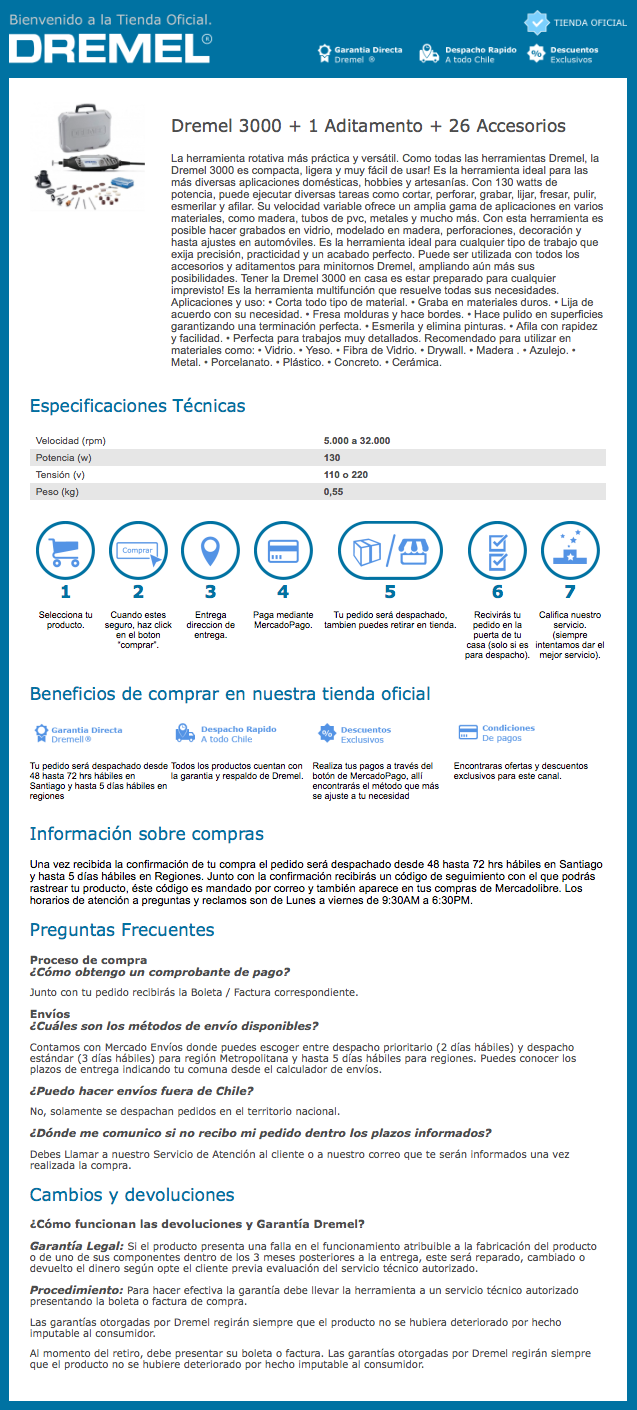 Bienvenido a la Tienda Oficial.
DREMEL®
TIENDA OFICIAL
Garantia Directa
Dremel ®
Despacho Rapido
A todo Chile
Descuentos
Exclusivos
Dremel 3000 + 1 Aditamento + 26 Accesorios
La herramienta rotativa más práctica y versátil. Como todas las herramientas Dremel, la
Dremel 3000 es compacta, ligera y muy fácil de usar! Es la herramienta ideal para las
más diversas aplicaciones domésticas, hobbies y artesanías. Con 130 watts de
potencia, puede ejecutar diversas tareas como cortar, perforar, grabar, lijar, fresar, pulir,
esmerilar y afilar. Su velocidad variable ofrece un amplia gama de aplicaciones en varios
materiales, como madera, tubos de pvc, metales y mucho más. Con esta herramienta es
posible hacer grabados en vidrio, modelado en madera, perforaciones, decoración y
hasta ajustes en automóviles. Es la herramienta ideal para cualquier tipo de trabajo que
exija precisión, practicidad y un acabado perfecto. Puede ser utilizada con todos los
accesorios y aditamentos para minitornos Dremel, ampliando aún más sus
posibilidades. Tener la Dremel 3000 en casa es estar preparado para cualquier
imprevisto! Es la herramienta multifunción que resuelve todas sus necesidades.
Aplicaciones y uso: • Corta todo tipo de material. • Graba en materiales duros. • Lija de
acuerdo con su necesidad. • Fresa molduras y hace bordes. • Hace pulido en superficies
garantizando una terminación perfecta. • Esmerila y elimina pinturas. • Afila con rapidez
y facilidad. • Perfecta para trabajos muy detallados. Recomendado para utilizar en
materiales como: • Vidrio. • Yeso. • Fibra de Vidrio. • Drywall. • Madera . • Azulejo. •
Metal. • Porcelanato. • Plástico. • Concreto. • Cerámica.
Especificaciones Técnicas
Velocidad (rpm) 5.000 a 32.000
Potencia (w) 130
Tensión (v) 110 o 220
Peso (kg) 0,55
Comprar
1
Selecciona tu
producto.
2
Cuando estes
seguro, haz click
en el boton
"comprar".
3
Entrega
direccion de
entrega.
4
Paga mediante
MercadoPago.
5
Tu pedido será despachado,
tambien puedes retirar en tienda.
6
Recivirás tu
pedido en la
puerta de tu
casa (solo si es
para despacho).
7
Califica nuestro
servicio.
(siempre
intentamos dar el
mejor servicio).
Beneficios de comprar en nuestra tienda oficial
Garantia Directa
Dremell®
Tu pedido será despachado desde
48 hasta 72 hrs hábiles en
Santiago y hasta 5 días hábiles en
regiones
Despacho Rapido
A todo Chile
Todos los productos cuentan con
la garantia y respaldo de Dremel.
Descuentos
Exclusivos
Realiza tus pagos a través del
botón de MercadoPago, allí
encontrarás el método que más
se ajuste a tu necesidad
Condiciones
De pagos
Encontraras ofertas y descuentos
exclusivos para este canal.
Información sobre compras
Una vez recibida la confirmación de tu compra el pedido será despachado desde 48 hasta 72 hrs hábiles en Santiago
y hasta 5 días hábiles en Regiones. Junto con la confirmación recibirás un código de seguimiento con el que podrás
rastrear tu producto, éste código es mandado por correo y también aparece en tus compras de Mercadolibre. Los
horarios de atención a preguntas y reclamos son de Lunes a viernes de 9:30AM a 6:30PM.
Preguntas Frecuentes
Proceso de compra
¿Cómo obtengo un comprobante de pago?
Junto con tu pedido recibirás la Boleta / Factura correspondiente.
Envíos
¿Cuáles son los métodos de envío disponibles?
Contamos con Mercado Envíos donde puedes escoger entre despacho prioritario (2 días hábiles) y despacho
estándar (3 días hábiles) para región Metropolitana y hasta 5 días hábiles para regiones. Puedes conocer los
plazos de entrega indicando tu comuna desde el calculador de envíos.
¿Puedo hacer envíos fuera de Chile?
No, solamente se despachan pedidos en el territorio nacional.
¿Dónde me comunico si no recibo mi pedido dentro los plazos informados?
Debes Llamar a nuestro Servicio de Atención al cliente o a nuestro correo que te serán informados una vez
realizada la compra.
Cambios y devoluciones
¿Cómo funcionan las devoluciones y Garantía Dremel?
Garantía Legal: Si el producto presenta una falla en el funcionamiento atribuible a la fabricación del producto
o de uno de sus componentes dentro de los 3 meses posteriores a la entrega, este será reparado, cambiado o
devuelto el dinero según opte el cliente previa evaluación del servicio técnico autorizado.
Procedimiento: Para hacer efectiva la garantía debe llevar la herramienta a un servicio técnico autorizado
presentando la boleta o factura de compra.
Las garantías otorgadas por Dremel regirán siempre que el producto no se hubiera deteriorado por hecho
imputable al consumidor.
Al momento del retiro, debe presentar su boleta o factura. Las garantías otorgadas por Dremel regirán siempre
que el producto no se hubiere deteriorado por hecho imputable al consumidor.